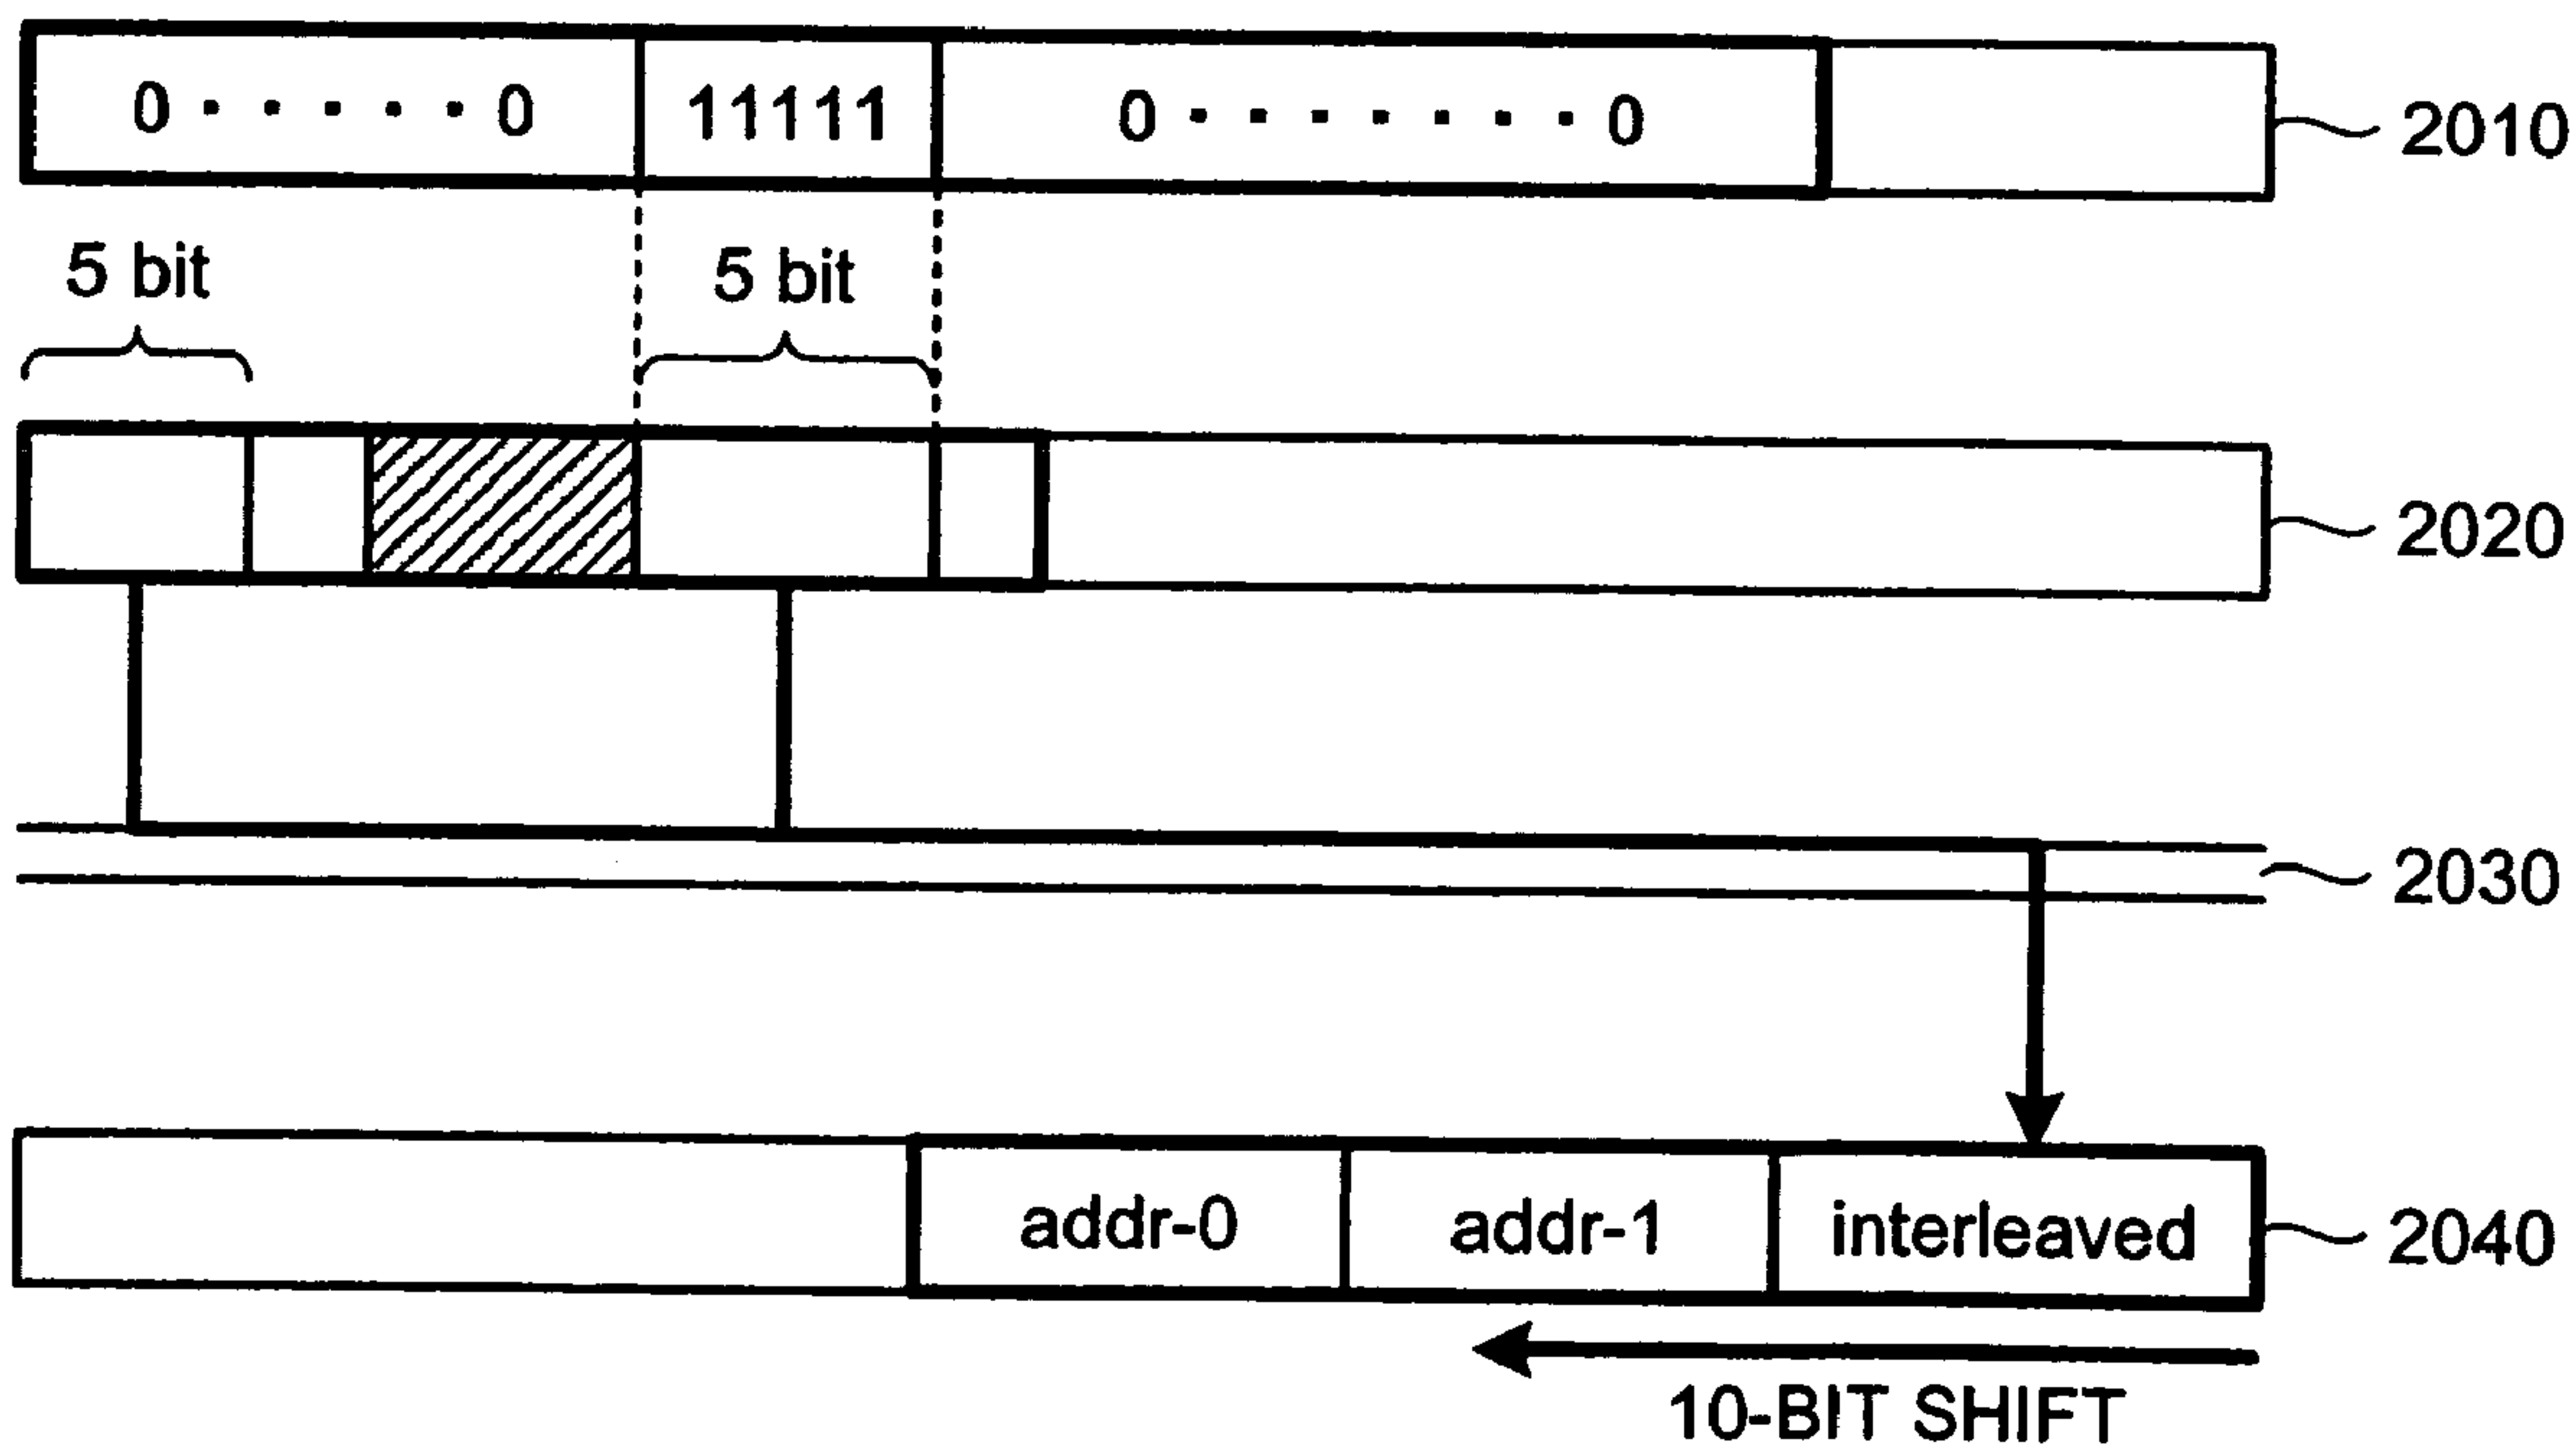 0 · · · · · 0 11111 0 · · · · · · · 0 2010
5 bit 5 bit
2020
2030
addr-0 addr-1 interleaved 2040
10-BIT SHIFT